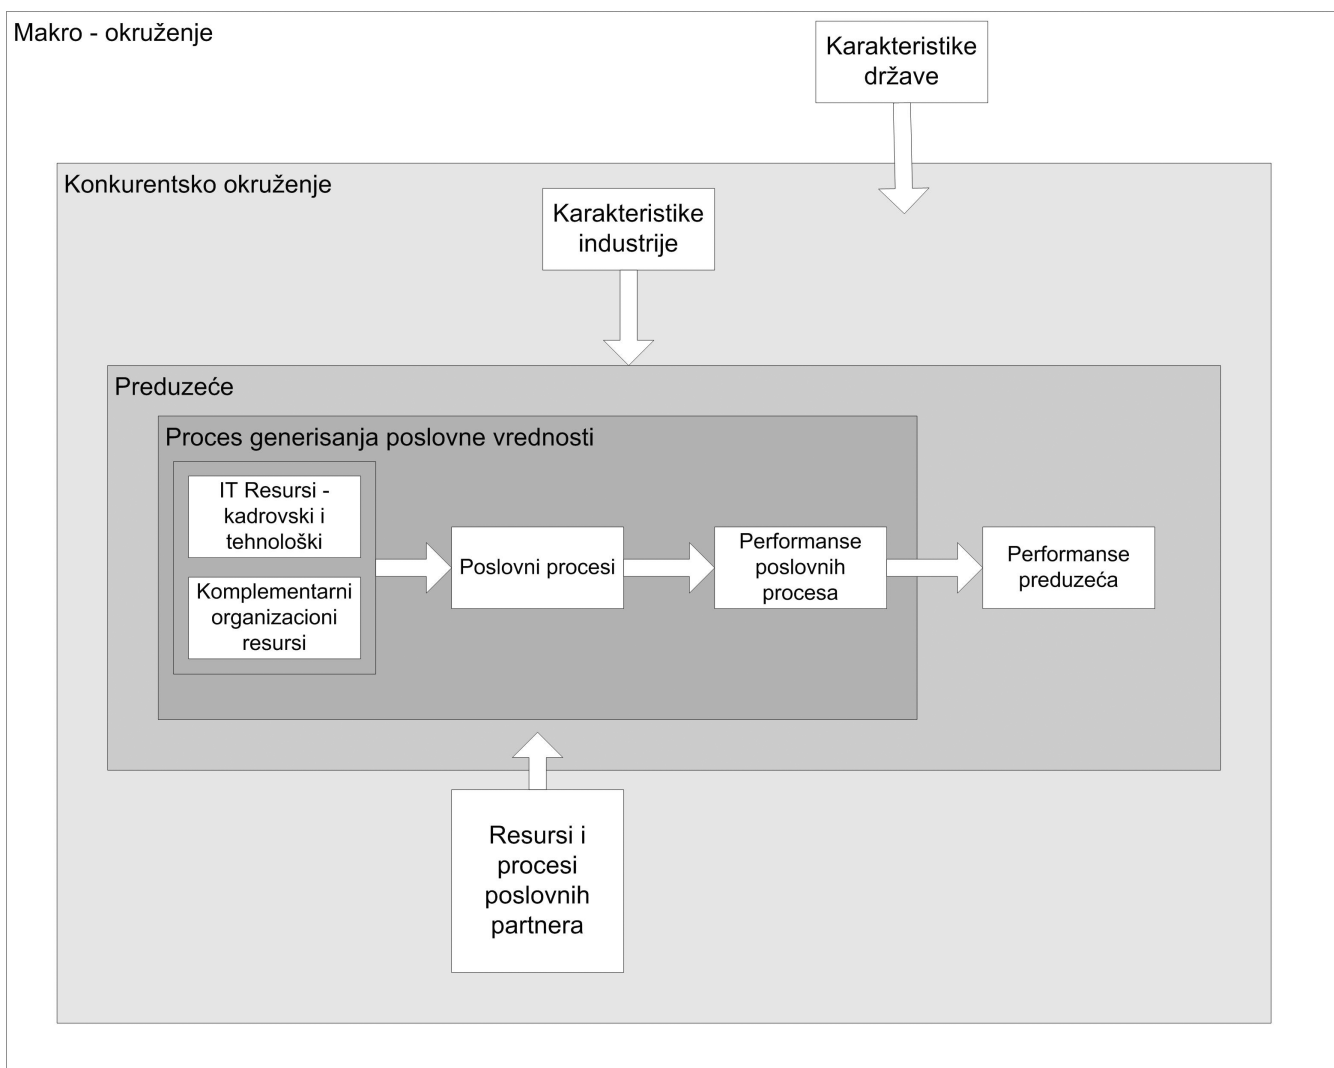 Makro - okruženje
Karakteristike
države
Konkurentsko okruženje
Karakteristike
industrije
Preduzeće
Proces generisanja poslovne vrednosti
IT Resursi -
kadrovski i
tehnološki
Komplementarni
organizacioni
resursi
Poslovni procesi
Performanse
poslovnih
procesa
Performanse
preduzeća
Resursi i
procesi
poslovnih
partnera